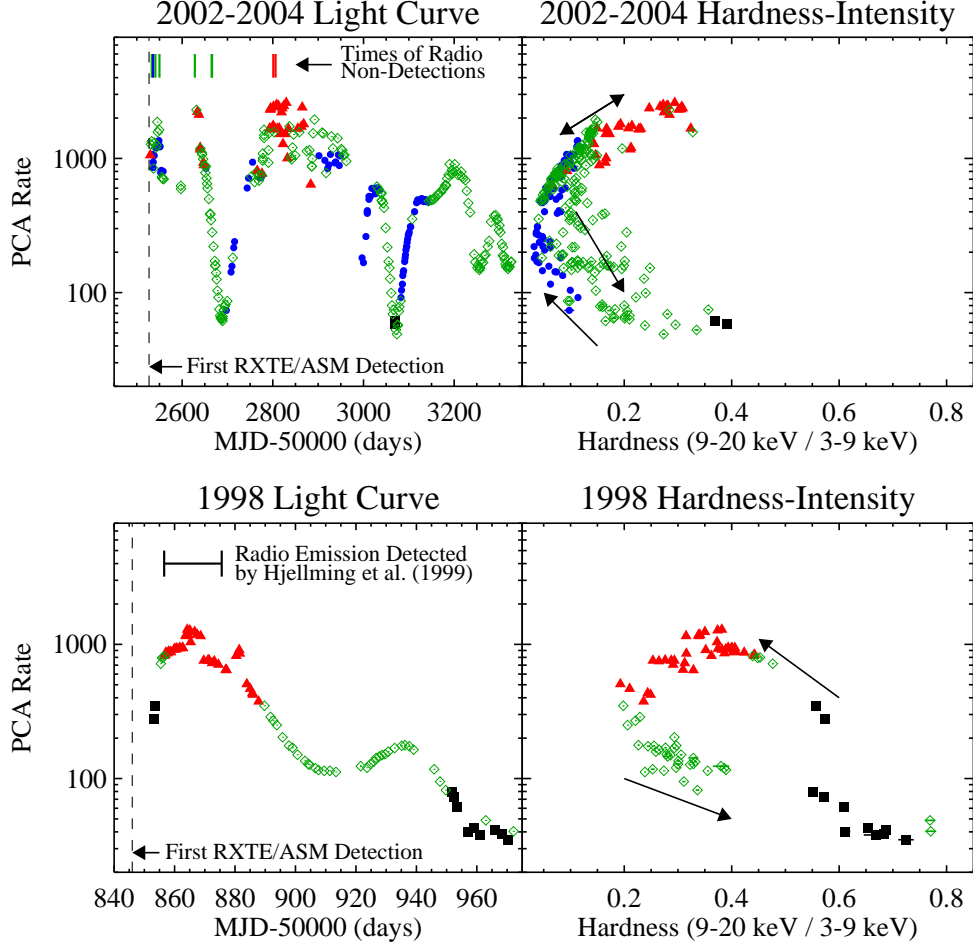 2002-2004 Light Curve
2002-2004 Hardness-Intensity
Times of Radio
Non-Detections
1000
100
PCA Rate
First RXTE/ASM Detection
2600 2800 3000 3200
0.2 0.4 0.6 0.8
MJD-50000 (days)
Hardness (9-20 keV / 3-9 keV)
1998 Light Curve
1998 Hardness-Intensity
Radio Emission Detected
by Hjellming et al. (1999)
1000
100
PCA Rate
First RXTE/ASM Detection
840 860 880 900 920 940 960
0.2 0.4 0.6 0.8
MJD-50000 (days)
Hardness (9-20 keV / 3-9 keV)